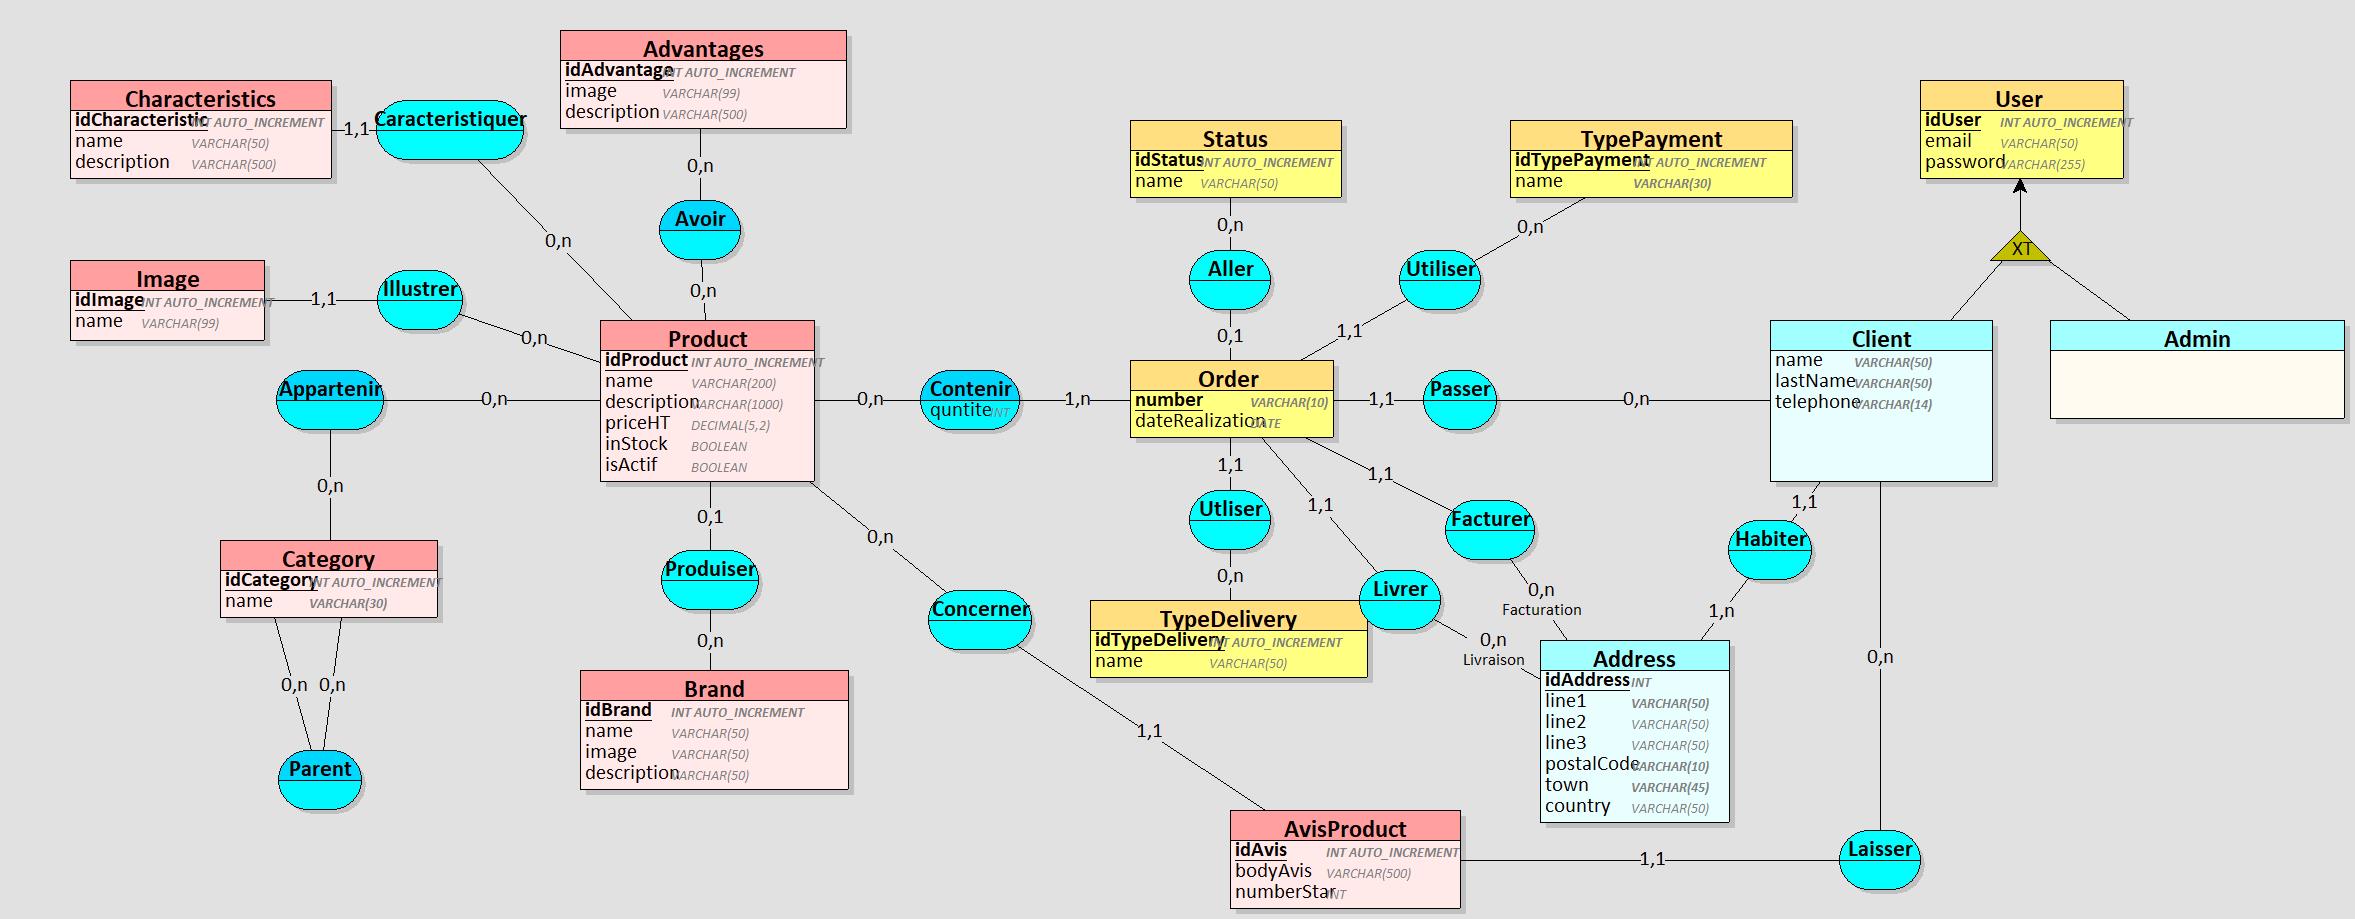 Characteristics
idCharacteristic INT AUTO_INCREMENT
name VARCHAR(50)
description VARCHAR(500)
1,1
Caracteristiquer
0,n
Advantages
idAdvantage INT AUTO_INCREMENT
image VARCHAR(99)
description VARCHAR(500)
0,n
Avoir
0,n
Image
idImage INT AUTO_INCREMENT
name VARCHAR(99)
1,1
Illustrer
0,n
Product
idProduct INT AUTO_INCREMENT
name VARCHAR(200)
description VARCHAR(1000)
priceHT DECIMAL(5,2)
inStock BOOLEAN
isActif BOOLEAN
Appartenir
0,n
0,n
Category
idCategory INT AUTO_INCREMENT
name VARCHAR(30)
0,n
0,n
Parent
0,1
Produiser
0,n
Brand
idBrand INT AUTO_INCREMENT
name VARCHAR(50)
image VARCHAR(50)
description VARCHAR(50)
0,n
Contenir
quntite INT
1,n
0,n
Concerner
1,1
Status
idStatus INT AUTO_INCREMENT
name VARCHAR(50)
0,n
Aller
0,1
TypePayment
idTypePayment INT AUTO_INCREMENT
name VARCHAR(30)
0,n
Utiliser
1,1
Order
number VARCHAR(10)
dateRealization DATE
1,1
Passer
0,n
1,1
Utliser
0,n
TypeDelivery
idTypeDelivery INT AUTO_INCREMENT
name VARCHAR(50)
1,1
Livrer
0,n
Livraison
1,1
Facturer
0,n
Facturation
User
idUser INT AUTO_INCREMENT
email VARCHAR(50)
password VARCHAR(255)
XT
Client
name VARCHAR(50)
lastName VARCHAR(50)
telephone VARCHAR(14)
Admin
1,1
Habiter
1,n
Address
idAddress INT
line1 VARCHAR(50)
line2 VARCHAR(50)
line3 VARCHAR(50)
postalCode VARCHAR(10)
town VARCHAR(45)
country VARCHAR(50)
0,n
Laisser
1,1
AvisProduct
idAvis INT AUTO_INCREMENT
bodyAvis VARCHAR(500)
numberStar INT